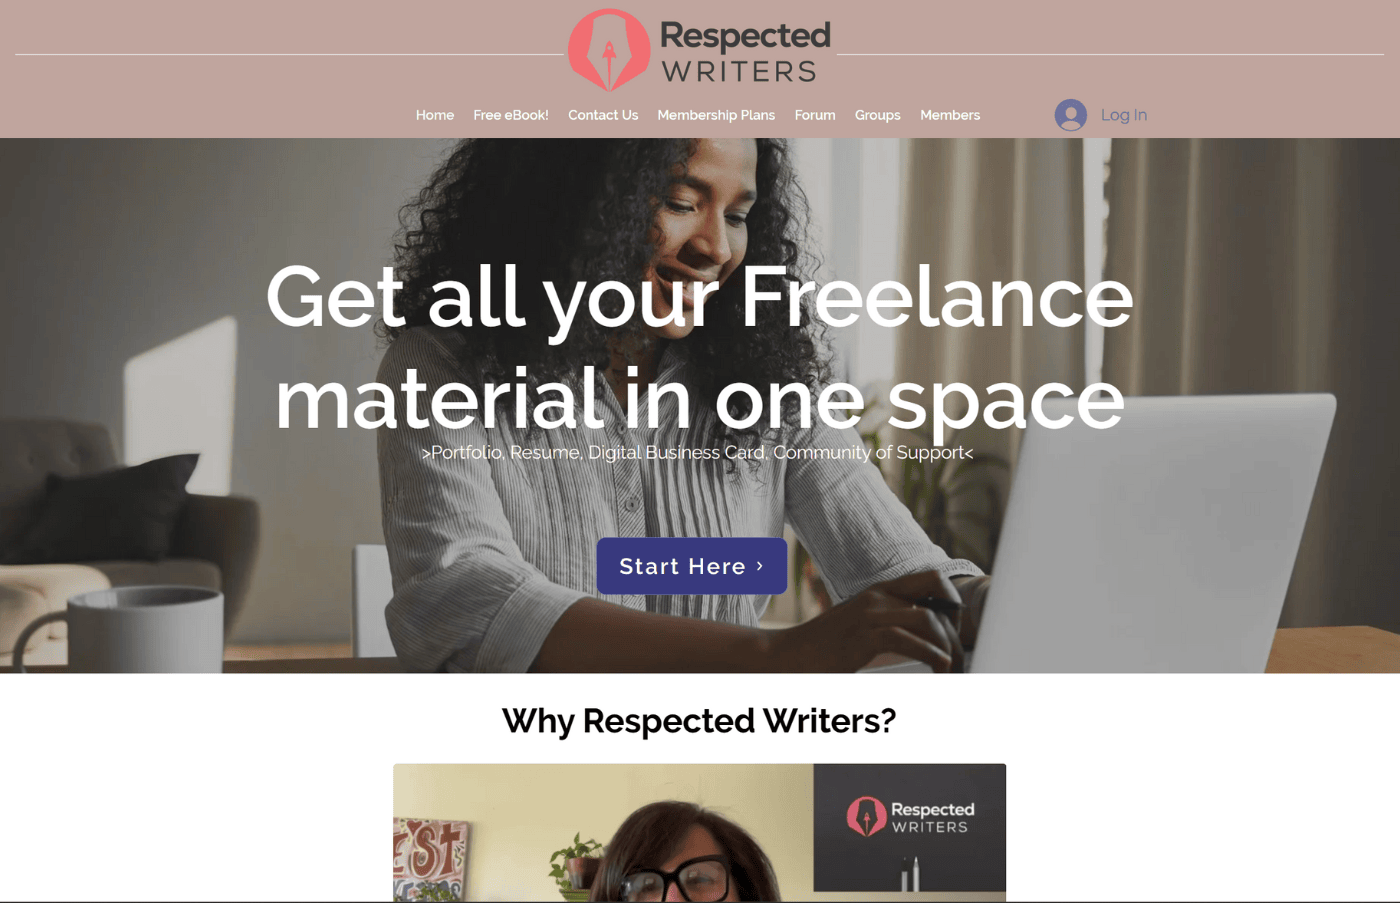 Respected
WRITERS
Home Free eBook! Contact Us Membership Plans Forum Groups Members Log In
Get all your Freelance
material in one space
>Portfolio, Resume, Digital Business Card, Community of Support<
Start Here >
Why Respected Writers?
Respected
WRITERS